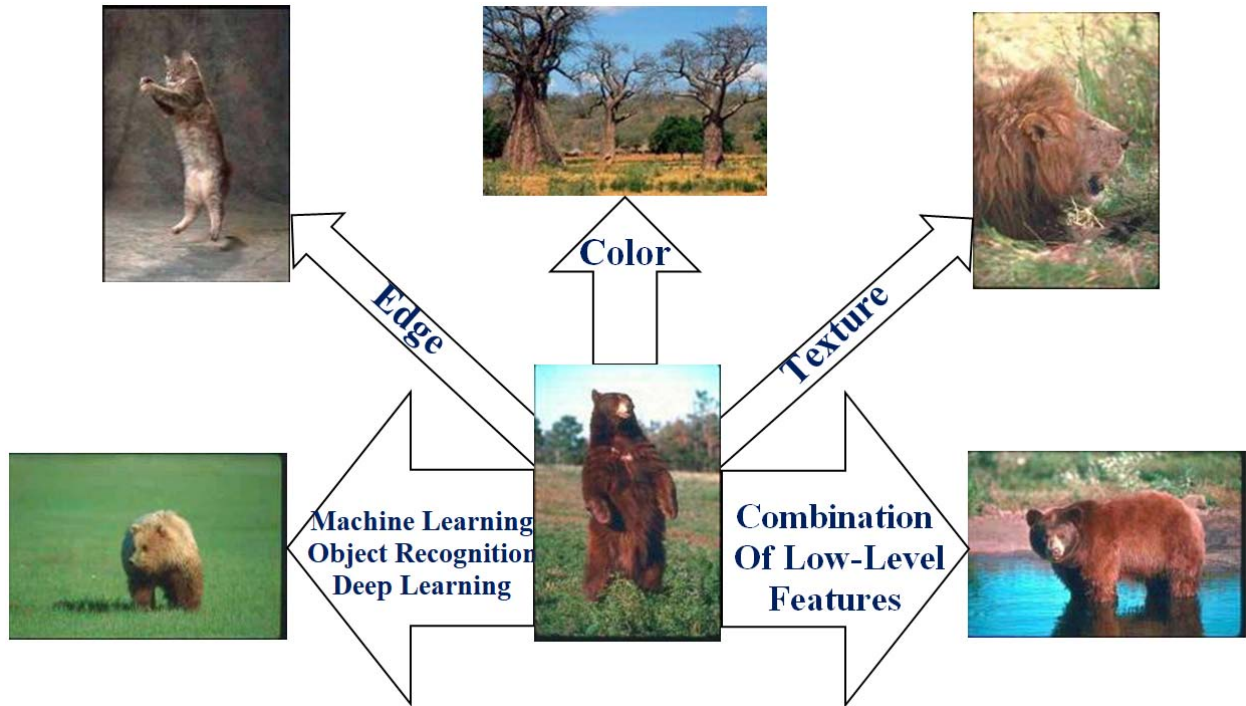 Color
Edge
Texture
Machine Learning
Object Recognition
Deep Learning
Combination
Of Low-Level
Features